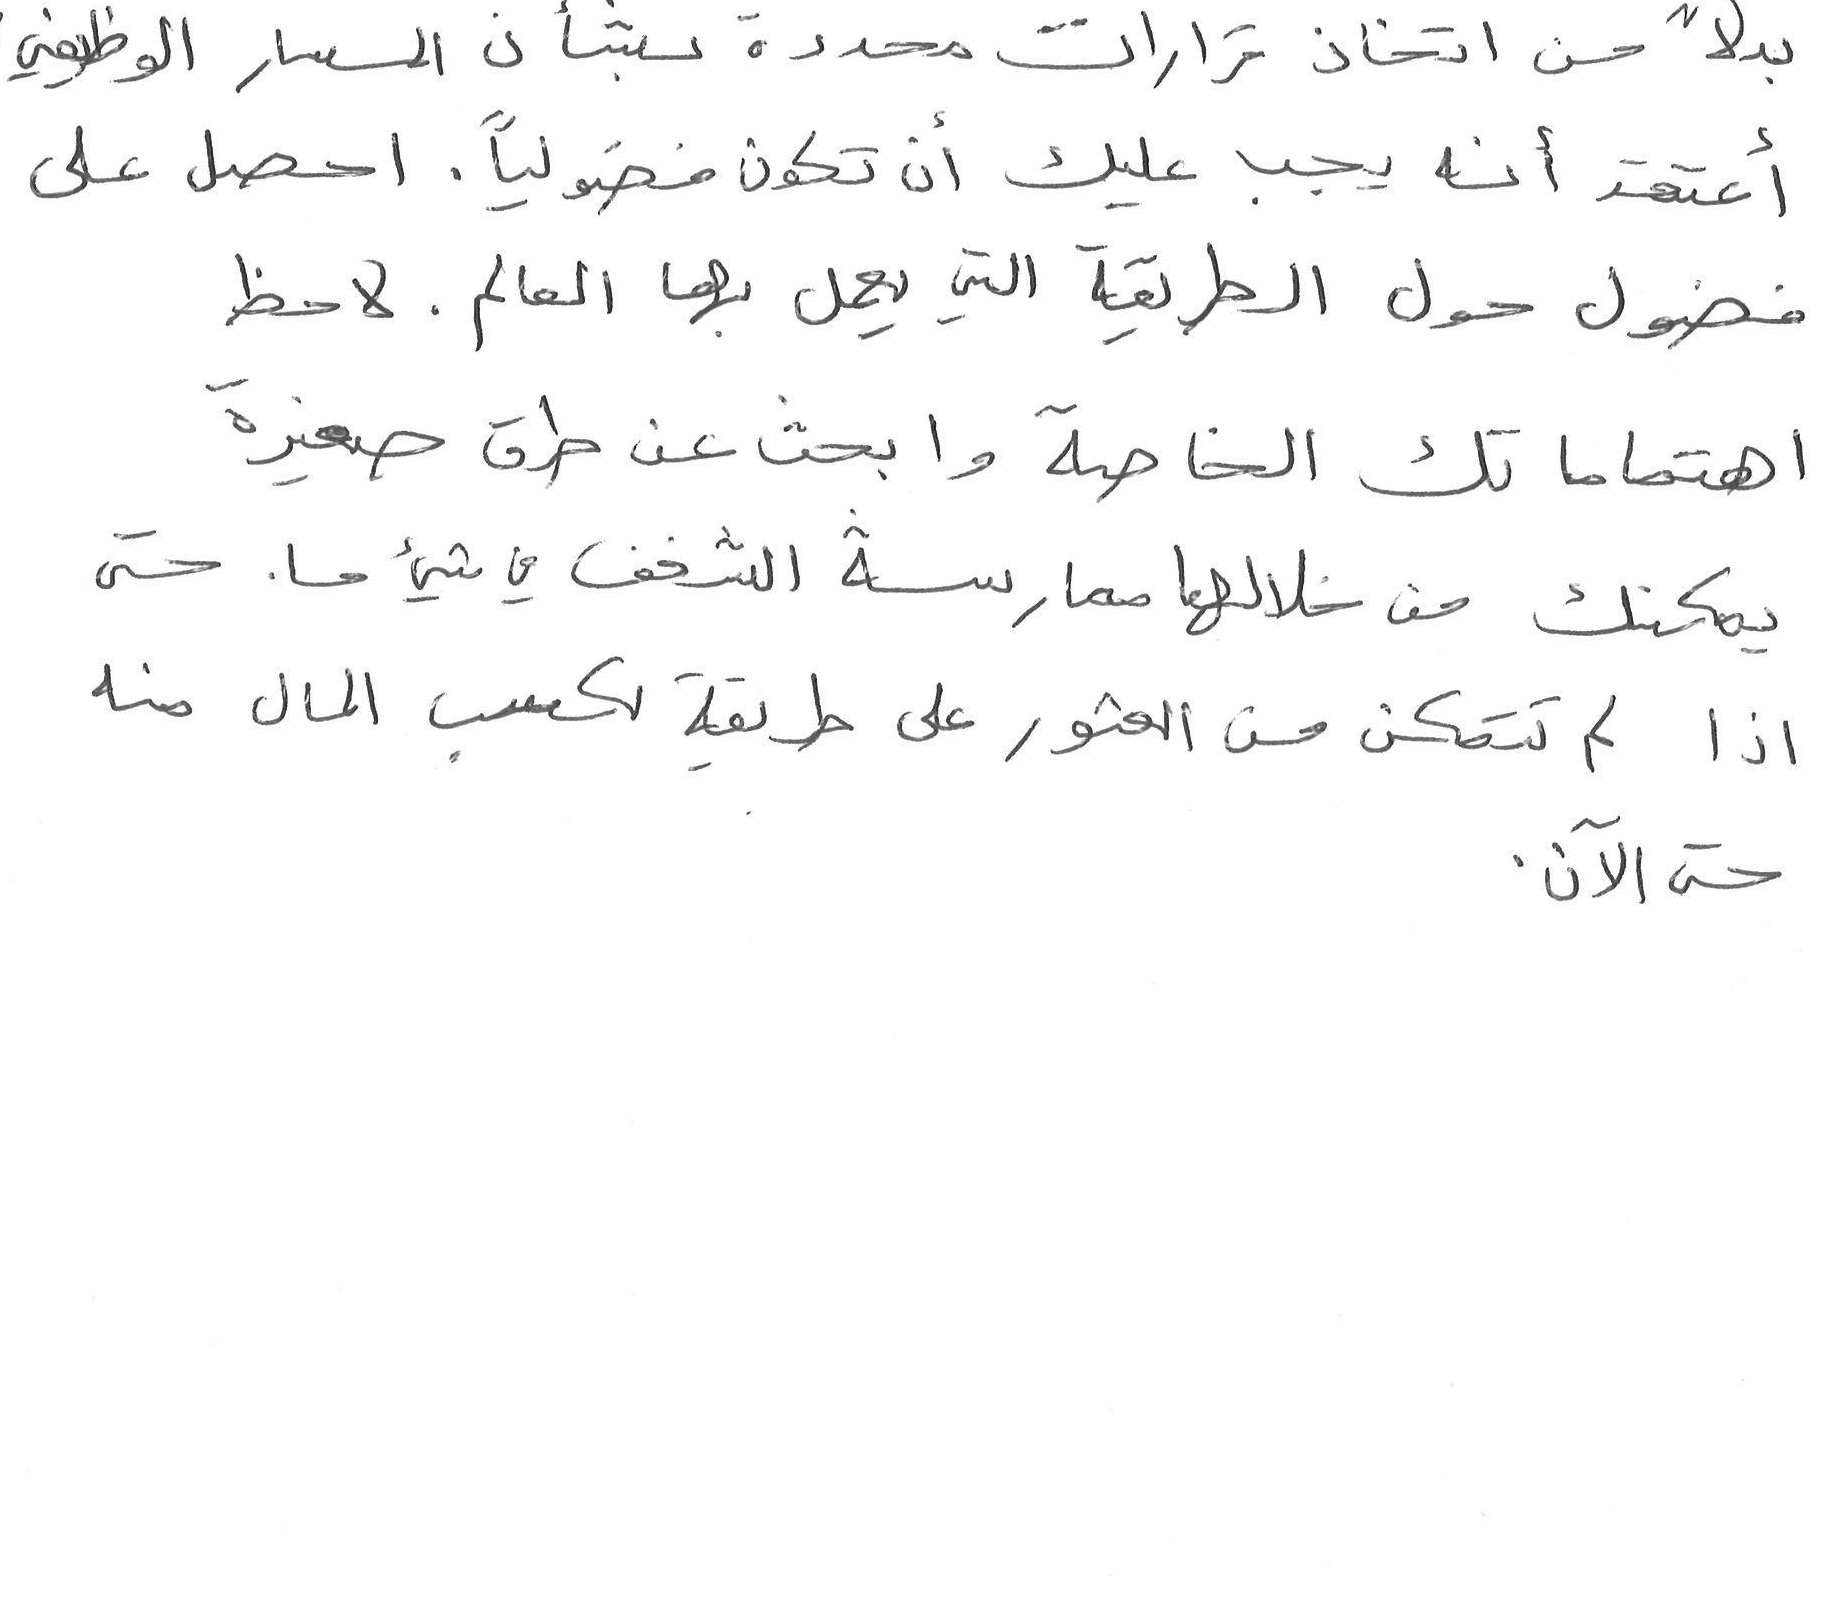 بدلاً من اتخاذ قرارات محددة بشأن المسار الوظيفي،
أعتقد أنه يجب عليك أن تكون فضولياً. احصل على
فضول حول الطريقة التي يعمل بها العالم. لاحظ
اهتماماتك الخاصة وابحث عن طرق صغيرة
يمكنك من خلالها ممارسة الشغف في شيء ما. حتى
اذا لم تتمكن من العثور على طريقة لكسب المال منه
حتى الآن.